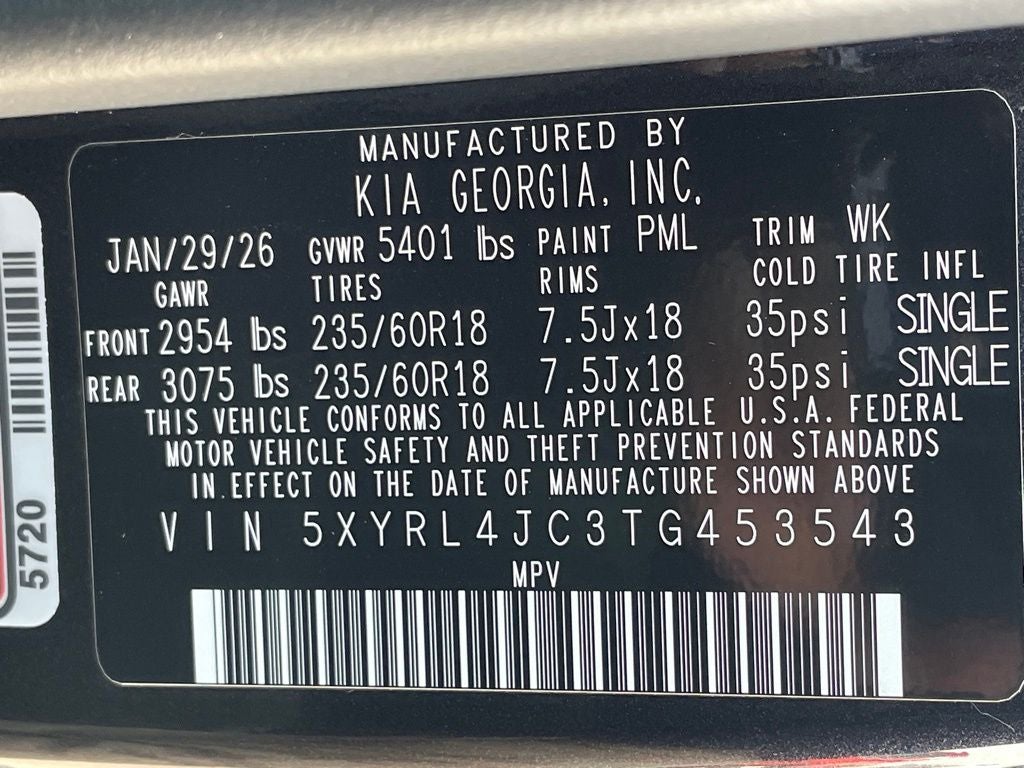 MANUFACTURED BY
KIA GEORGIA, INC.
JAN/29/26 GVWR 5401 lbs PAINT PML TRIM WK
GAWR TIRES RIMS COLD TIRE INFL
FRONT 2954 lbs 235/60R18 7.5Jx18 35psi SINGLE
REAR 3075 lbs 235/60R18 7.5Jx18 35psi SINGLE
THIS VEHICLE CONFORMS TO ALL APPLICABLE U.S.A. FEDERAL
MOTOR VEHICLE SAFETY AND THEFT PREVENTION STANDARDS
IN EFFECT ON THE DATE OF MANUFACTURE SHOWN ABOVE
VIN 5XYRL4JC3TG453543
MPV
5720